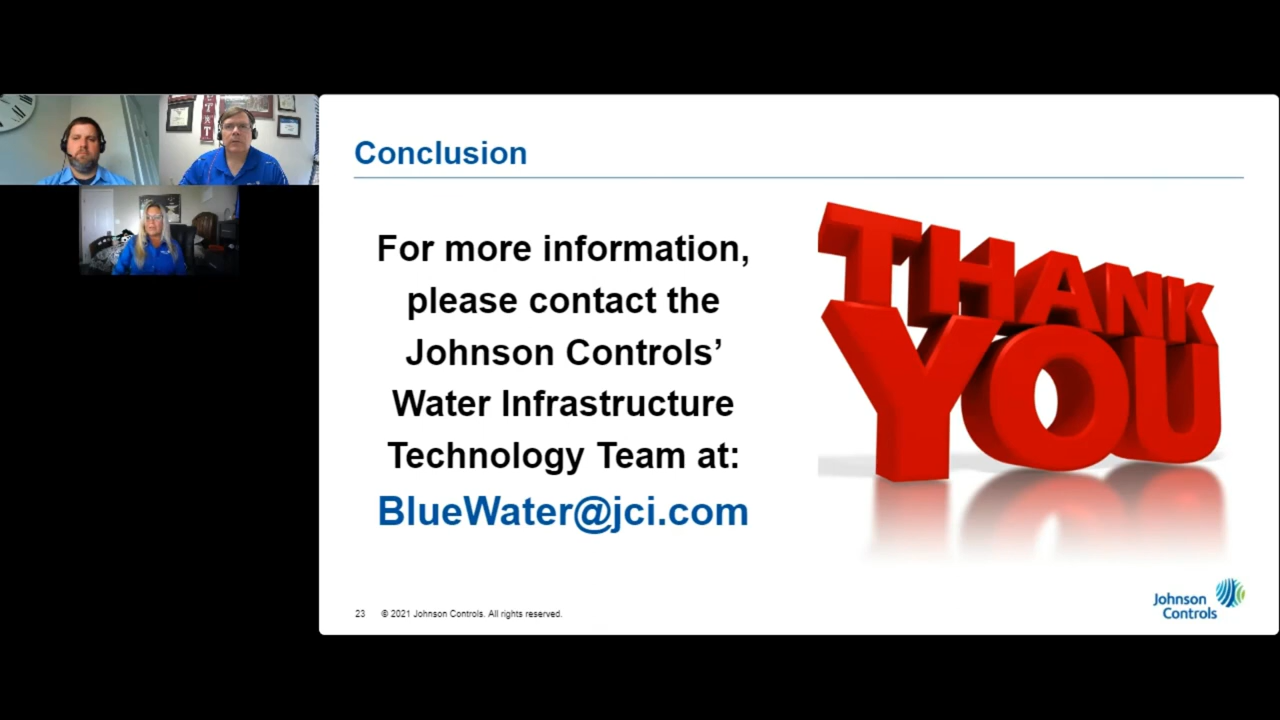 Conclusion
For more information,
please contact the
Johnson Controls’
Water Infrastructure
Technology Team at:
BlueWater@jci.com
THANK
YOU
23 © 2021 Johnson Controls. All rights reserved.
Johnson
Controls